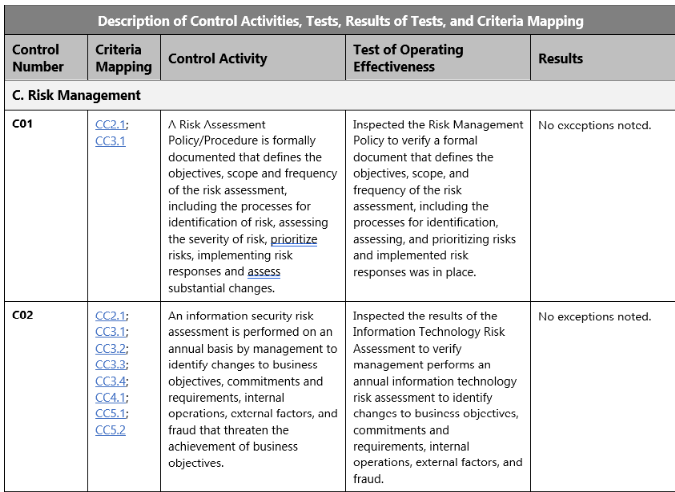 Description of Control Activities, Tests, Results of Tests, and Criteria Mapping
Control
Number
Criteria
Mapping
Control Activity
Test of Operating
Effectiveness
Results
C. Risk Management
C01
CC2.1;
CC3.1
A Risk Assessment
Policy/Procedure is formally
documented that defines the
objectives, scope and frequency
of the risk assessment,
including the processes for
identification of risk, assessing
the severity of risk, prioritize
risks, implementing risk
responses and assess
substantial changes.
Inspected the Risk Management
Policy to verify a formal
document that defines the
objectives, scope, and
frequency of the risk
assessment, including the
processes for identification,
assessing, and prioritizing risks
and implemented risk
responses was in place.
No exceptions noted.
C02
CC2.1;
CC3.1;
CC3.2;
CC3.3;
CC3.4;
CC4.1;
CC5.1;
CC5.2
An information security risk
assessment is performed on an
annual basis by management to
identify changes to business
objectives, commitments and
requirements, internal
operations, external factors, and
fraud that threaten the
achievement of business
objectives.
Inspected the results of the
Information Technology Risk
Assessment to verify
management performs an
annual information technology
risk assessment to identify
changes to business objectives,
commitments and
requirements, internal
operations, external factors, and
fraud.
No exceptions noted.